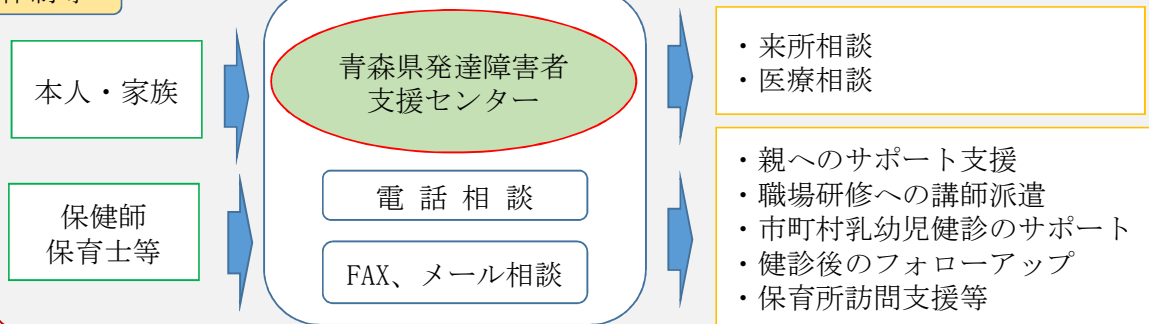 本人・家族
保健師
保育士等
青森県発達障害者
支援センター
電 話 相 談
FAX、メール相談
・来所相談
・医療相談
・親へのサポート支援
・職場研修への講師派遣
・市町村乳幼児健診のサポート
・健診後のフォローアップ
・保育所訪問支援等